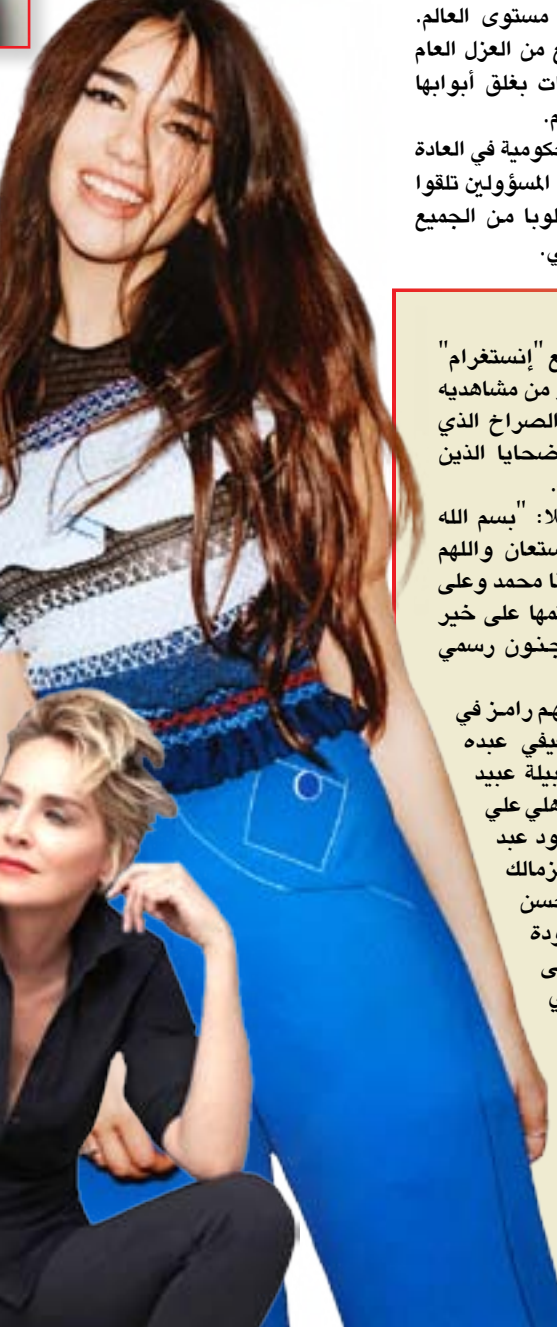 مستوى العالم.
من العزل العام
ات بغلق أبوابها
م.
حكومية في العادة
المسؤولين تلقوا
لوبا من الجميع
ي.
ع "إنستغرام"
من مشاهديه
الصراخ الذي
ضحايا الذين
.
لا: "بسم الله
ستعان واللهم
نا محمد وعلى
مها على خير
جنون رسمي
هم رامز في
يفي عبده
بيلة عبيد
هلي علي
ود عبد
زمالك
حسن
ودة
ى
ي